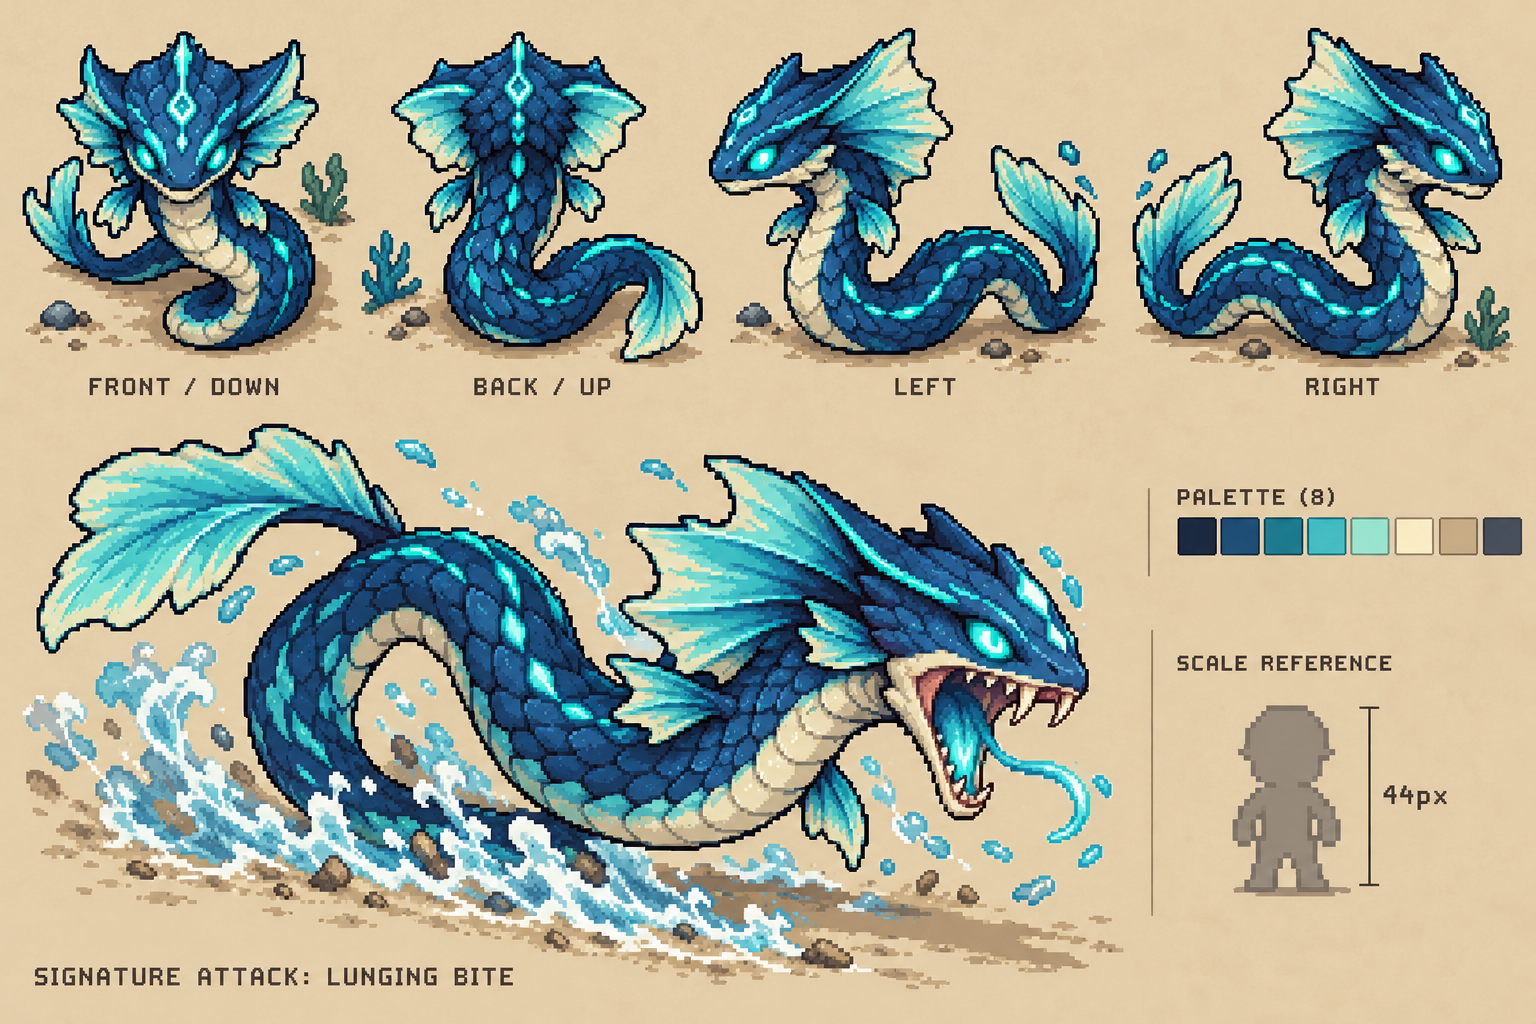 FRONT / DOWN
BACK / UP
LEFT
RIGHT
PALETTE (8)
SCALE REFERENCE
44px
SIGNATURE ATTACK: LUNGING BITE